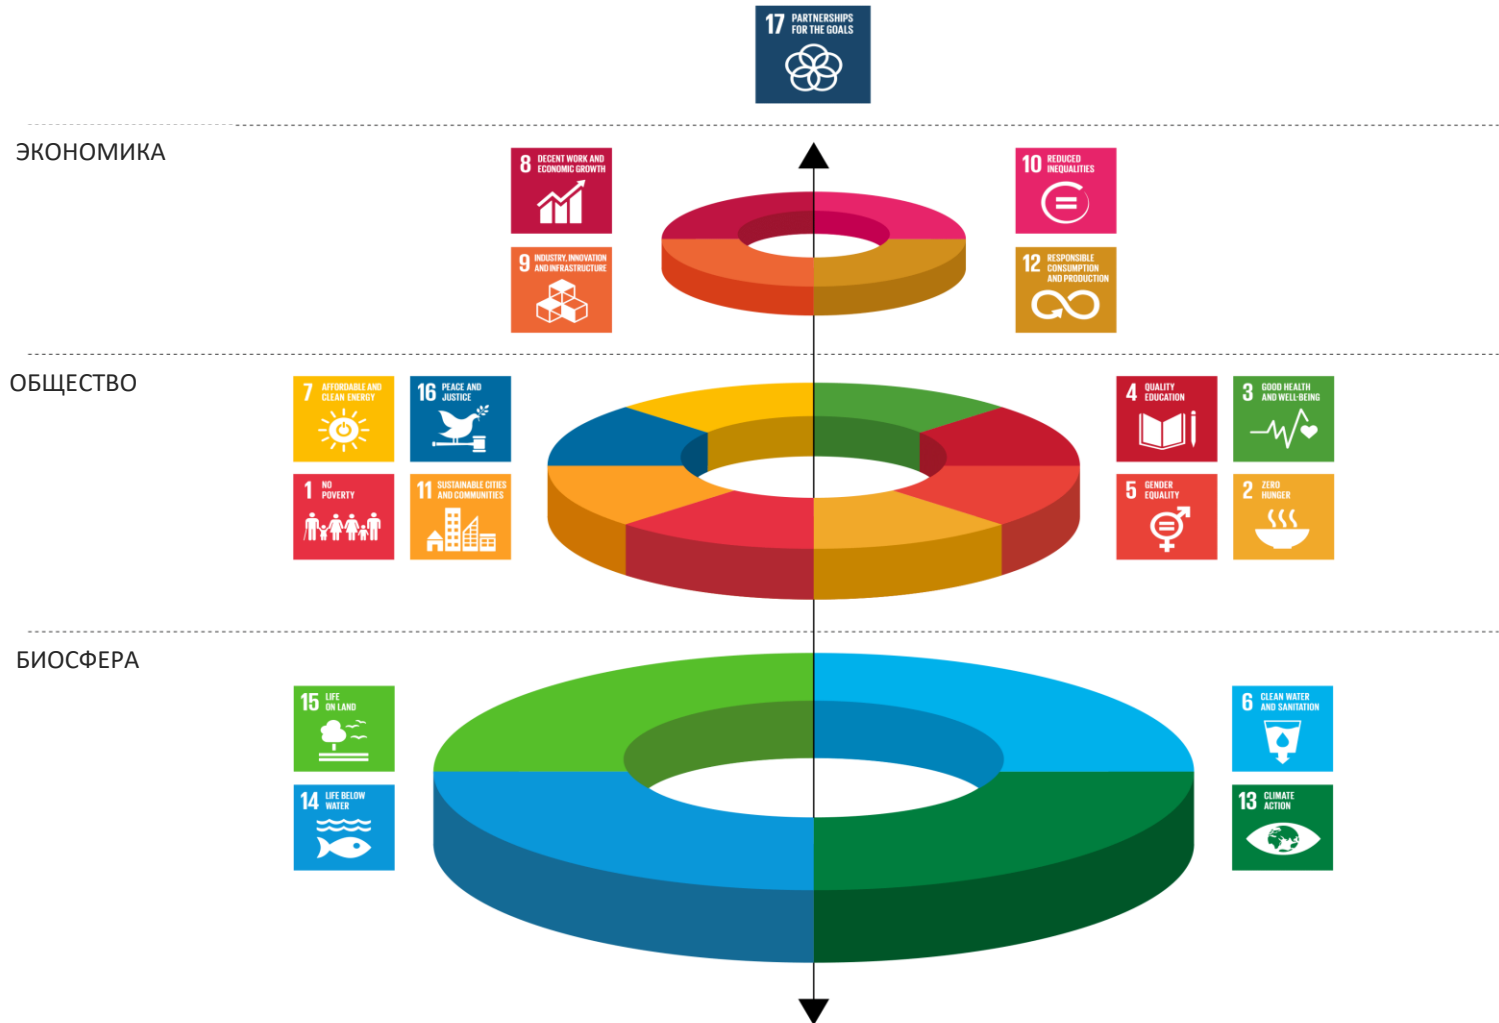 17 PARTNERSHIPS
FOR THE GOALS
ЭКОНОМИКА
8 DECENT WORK AND
ECONOMIC GROWTH
10 REDUCED
INEQUALITIES
9 INDUSTRY, INNOVATION
AND INFRASTRUCTURE
12 RESPONSIBLE
CONSUMPTION
AND PRODUCTION
ОБЩЕСТВО
7 AFFORDABLE AND
CLEAN ENERGY
16 PEACE AND
JUSTICE
4 QUALITY
EDUCATION
3 GOOD HEALTH
AND WELL-BEING
1 NO
POVERTY
11 SUSTAINABLE CITIES
AND COMMUNITIES
5 GENDER
EQUALITY
2 ZERO
HUNGER
БИОСФЕРА
15 LIFE
ON LAND
6 CLEAN WATER
AND SANITATION
14 LIFE BELOW
WATER
13 CLIMATE
ACTION